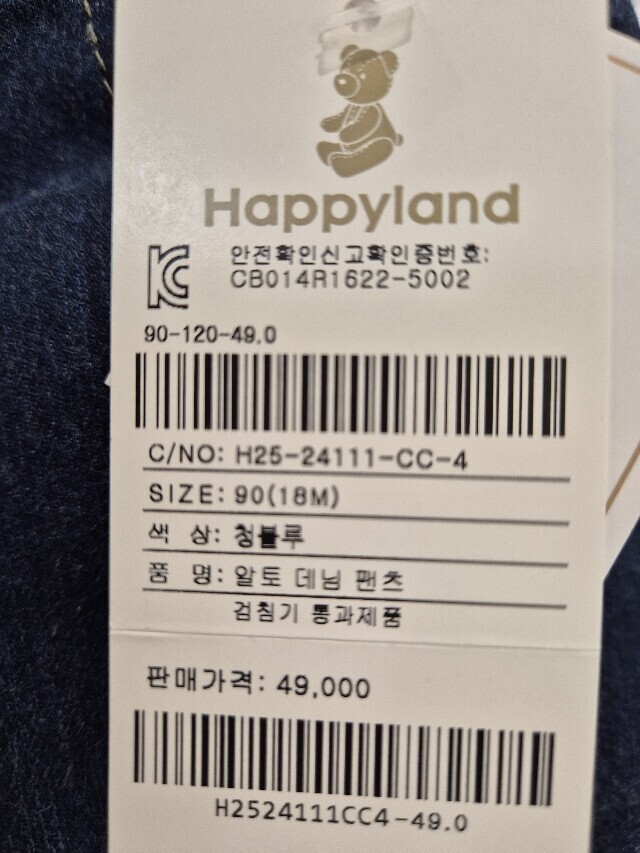 Happyland
안전확인신고확인증번호:
CB014R1622-5002
90-120-49.0
C/NO: H25-24111-CC-4
SIZE: 90(18M)
색 상: 청블루
품 명: 알토 데님 팬츠
검침기 통과제품
판매가격: 49,000
H2524111CC4-49.0